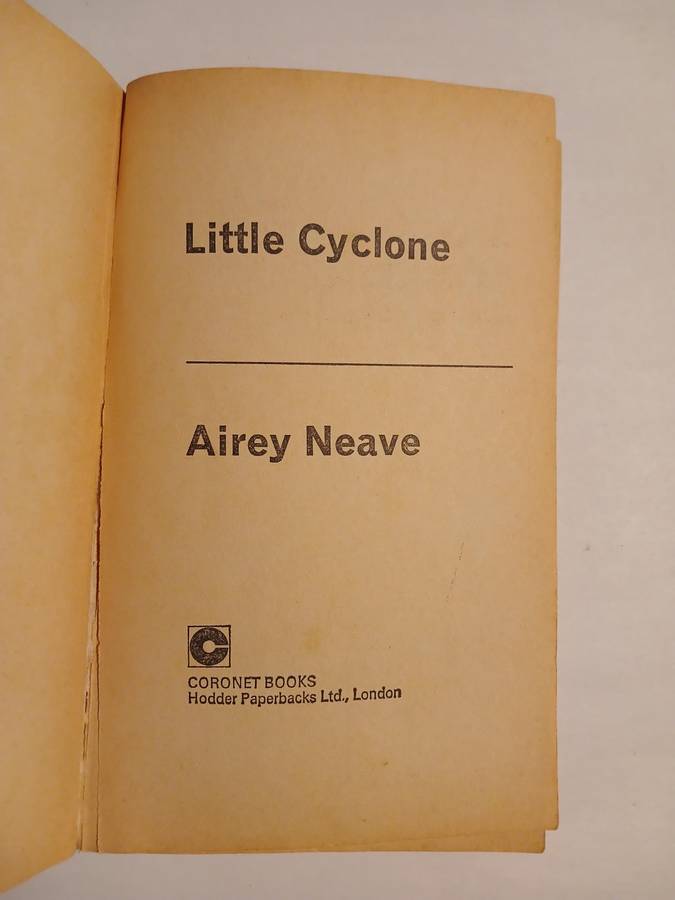 Little Cyclone
Airey Neave
CORONET BOOKS
Hodder Paperbacks Ltd., London